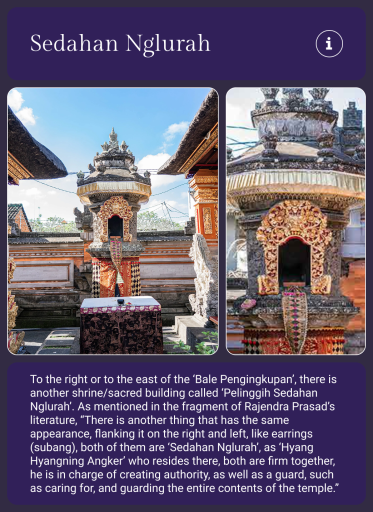 Sedahan Nglurah
To the right or to the east of the ‘Bale Pengingkupan’, there is
another shrine/sacred building called ‘Pelinggih Sedahan
Nglurah’. As mentioned in the fragment of Rajendra Prasad’s
literature, “There is another thing that has the same
appearance, flanking it on the right and left, like earrings
(subang), both of them are ‘Sedahan Nglurah’, as ‘Hyang
Hyangning Angker’ who resides there, both are firm together,
he is in charge of creating authority, as well as a guard, such
as caring for, and guarding the entire contents of the temple.”